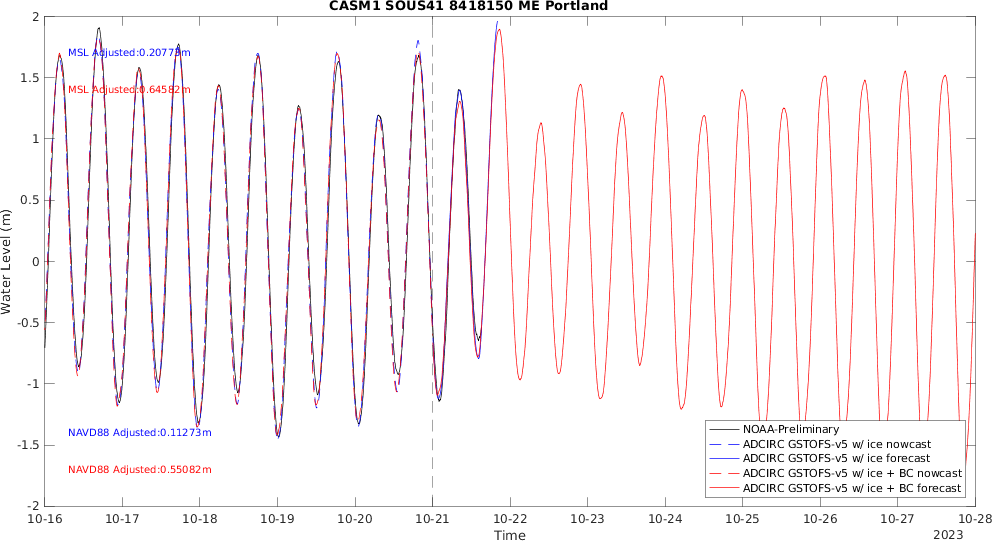 CASM1 SOUS41 8418150 ME Portland
2
1.5
1
0.5
0
-0.5
-1
-1.5
-2
Water Level (m)
MSL Adjusted:0.20779m
MSL Adjusted:0.64582m
NAVD88 Adjusted:0.11273m
NAVD88 Adjusted:0.55082m
NOAA-Preliminary
ADCIRC GSTOFS-v5 w/ ice nowcast
ADCIRC GSTOFS-v5 w/ ice forecast
ADCIRC GSTOFS-v5 w/ ice + BC nowcast
ADCIRC GSTOFS-v5 w/ ice + BC forecast
10-16 10-17 10-18 10-19 10-20 10-21 10-22 10-23 10-24 10-25 10-26 10-27 10-28
Time
2023